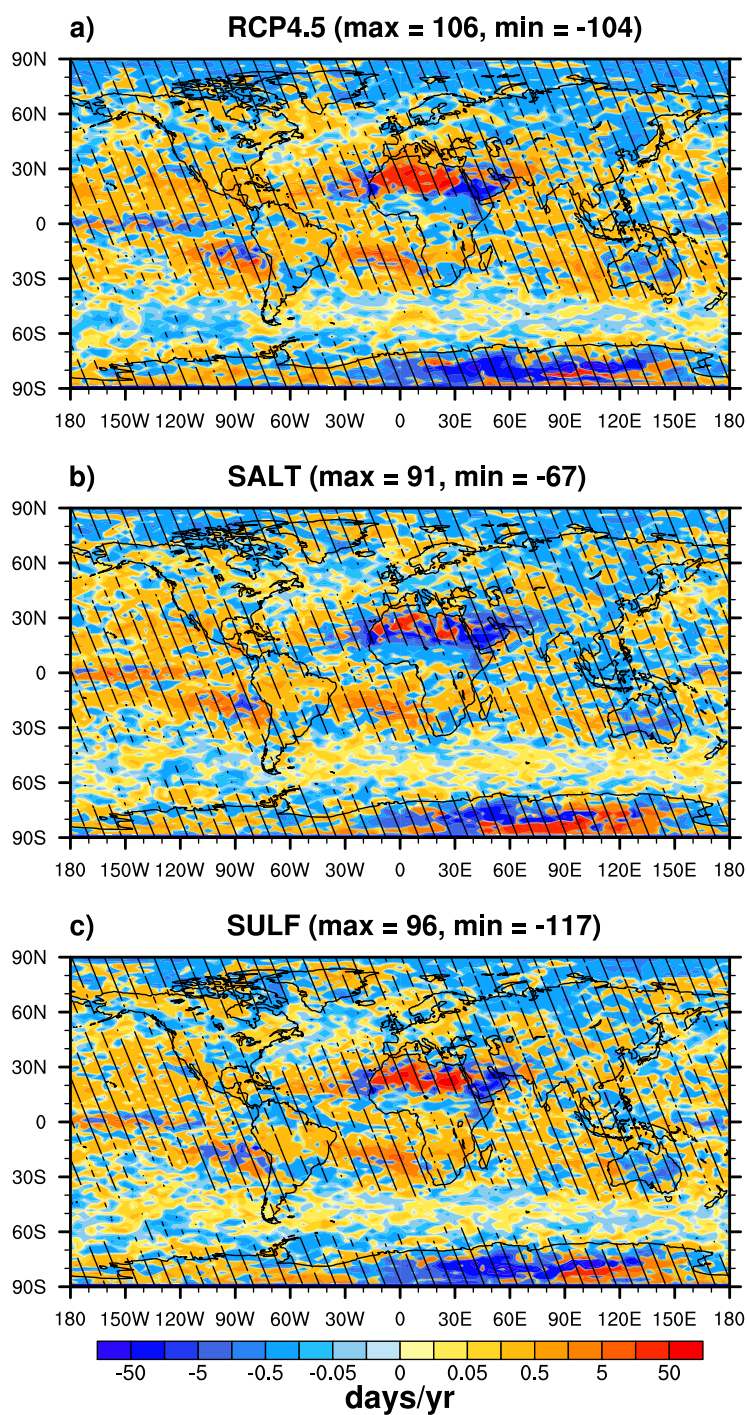 a) RCP4.5 (max = 106, min = -104)
90N
60N
30N
0
30S
60S
90S
180 150W 120W 90W 60W 30W 0 30E 60E 90E 120E 150E 180
b) SALT (max = 91, min = -67)
90N
60N
30N
0
30S
60S
90S
180 150W 120W 90W 60W 30W 0 30E 60E 90E 120E 150E 180
c) SULF (max = 96, min = -117)
90N
60N
30N
0
30S
60S
90S
180 150W 120W 90W 60W 30W 0 30E 60E 90E 120E 150E 180
-50 -5 -0.5 -0.05 0 0.05 0.5 5 50
days/yr